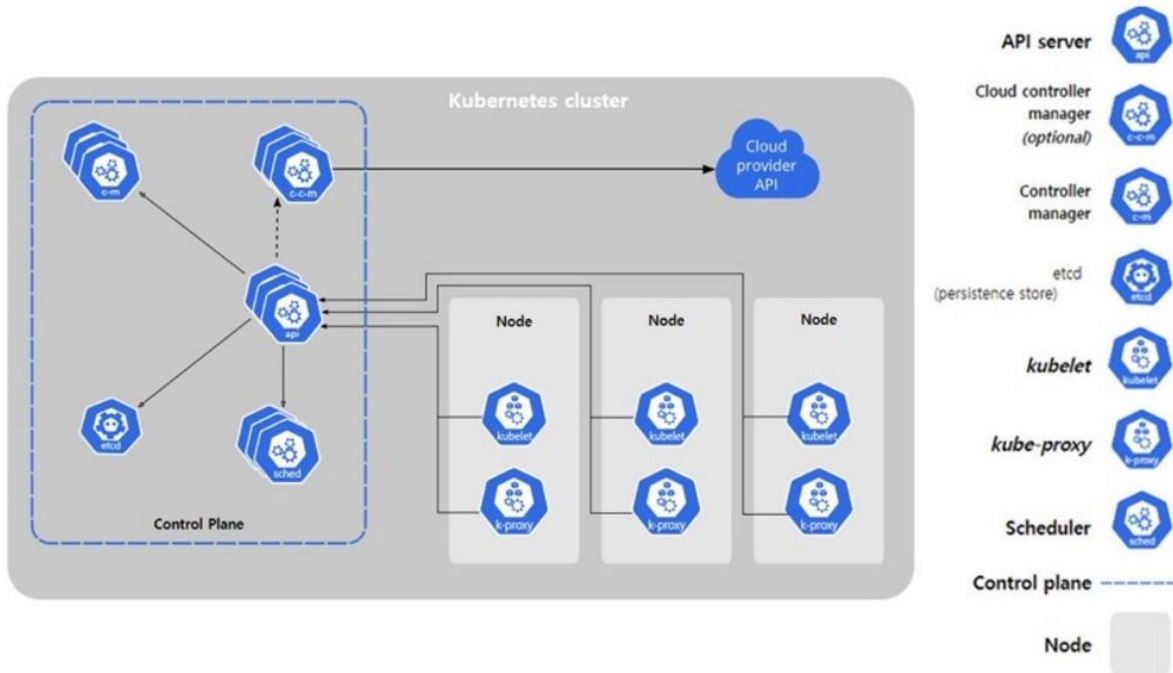 Kubernetes cluster
c-m
c-c-m
Cloud
provider
API
api
etcd
sched
Control Plane
Node
kubelet
k-proxy
Node
kubelet
k-proxy
Node
kubelet
k-proxy
API server
api
Cloud controller
manager
(optional)
c-c-m
Controller
manager
c-m
etcd
(persistence store)
etcd
kubelet
kubelet
kube-proxy
k-proxy
Scheduler
sched
Control plane
Node